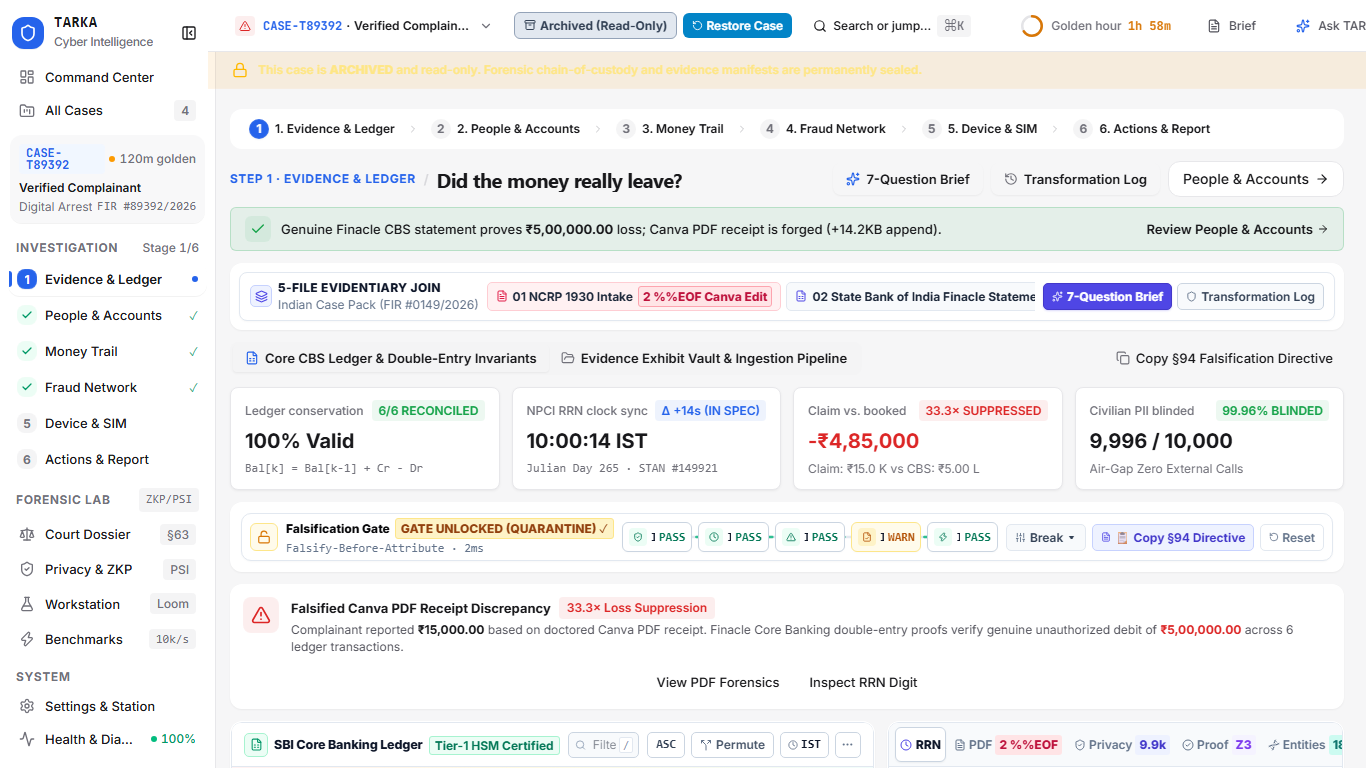 TARKA
Cyber Intelligence
CASE-T89392 · Verified Complain...
Archived (Read-Only)
Restore Case
Search or jump... ⌘K
Golden hour 1h 58m
Brief
Ask TAR
This case is ARCHIVED and read-only. Forensic chain-of-custody and evidence manifests are permanently sealed.
Command Center
All Cases 4
CASE-T89392
120m golden
Verified Complainant
Digital Arrest FIR #89392/2026
INVESTIGATION Stage 1/6
1 Evidence & Ledger
People & Accounts ✓
Money Trail ✓
Fraud Network ✓
5 Device & SIM
6 Actions & Report
FORENSIC LAB ZKP/PSI
Court Dossier §63
Privacy & ZKP PSI
Workstation Loom
Benchmarks 10k/s
SYSTEM
Settings & Station
Health & Dia... 100%
1 1. Evidence & Ledger
2 2. People & Accounts
3 3. Money Trail
4 4. Fraud Network
5 5. Device & SIM
6 6. Actions & Report
STEP 1 · EVIDENCE & LEDGER / Did the money really leave?
7-Question Brief
Transformation Log
People & Accounts →
Genuine Finacle CBS statement proves ₹5,00,000.00 loss; Canva PDF receipt is forged (+14.2KB append).
Review People & Accounts →
5-FILE EVIDENTIARY JOIN
Indian Case Pack (FIR #0149/2026)
01 NCRP 1930 Intake 2 %%EOF Canva Edit
02 State Bank of India Finacle Stateme
7-Question Brief
Transformation Log
Core CBS Ledger & Double-Entry Invariants
Evidence Exhibit Vault & Ingestion Pipeline
Copy §94 Falsification Directive
Ledger conservation 6/6 RECONCILED
100% Valid
Bal[k] = Bal[k-1] + Cr - Dr
NPCI RRN clock sync Δ +14s (IN SPEC)
10:00:14 IST
Julian Day 265 · STAN #149921
Claim vs. booked 33.3× SUPPRESSED
-₹4,85,000
Claim: ₹15.0 K vs CBS: ₹5.00 L
Civilian PII blinded 99.96% BLINDED
9,996 / 10,000
Air-Gap Zero External Calls
Falsification Gate GATE UNLOCKED (QUARANTINE) ✓
Falsify-Before-Attribute · 2ms
PASS
PASS
PASS
WARN
PASS
Break
Copy §94 Directive
Reset
Falsified Canva PDF Receipt Discrepancy 33.3× Loss Suppression
Complainant reported ₹15,000.00 based on doctored Canva PDF receipt. Finacle Core Banking double-entry proofs verify genuine unauthorized debit of ₹5,00,000.00 across 6
ledger transactions.
View PDF Forensics
Inspect RRN Digit
SBI Core Banking Ledger Tier-1 HSM Certified
Filte /
ASC
Permute
IST
...
RRN
PDF 2 %%EOF
Privacy 9.9k
Proof Z3
Entities